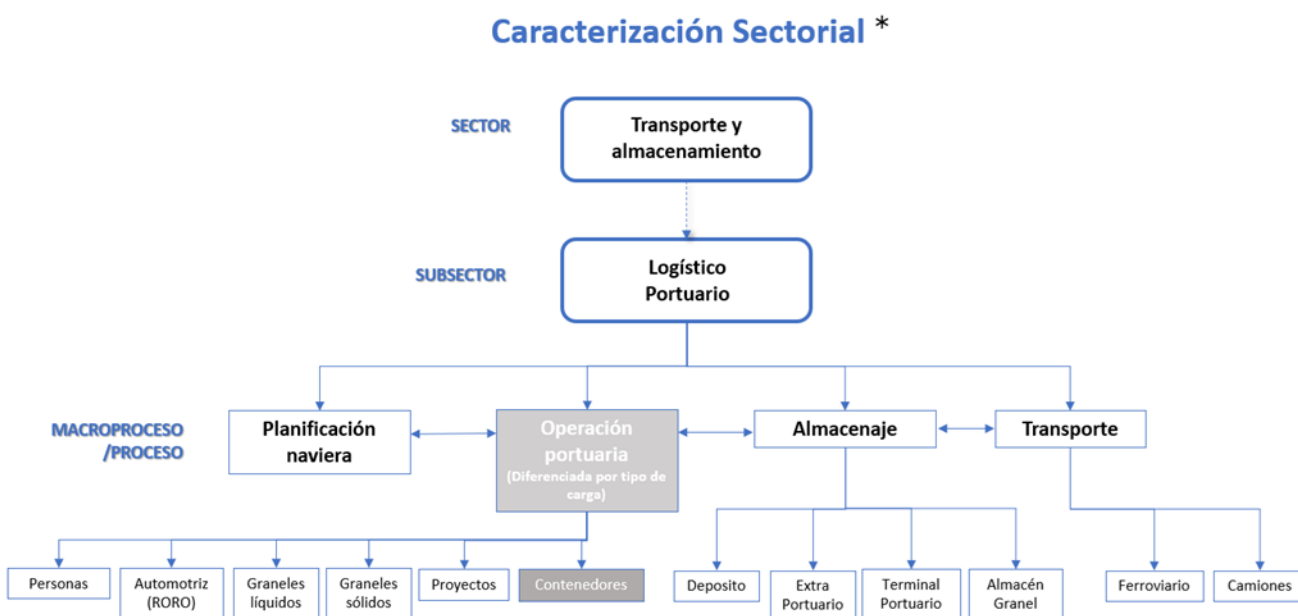 Caracterización Sectorial *
SECTOR
Transporte y
almacenamiento
SUBSECTOR
Logístico
Portuario
MACROPROCESO
/PROCESO
Planificación
naviera
Operación
portuaria
(Diferenciada por tipo de
carga)
Almacenaje
Transporte
Personas
Automotriz
(RORO)
Graneles
líquidos
Graneles
sólidos
Proyectos
Contenedores
Deposito
Extra
Portuario
Terminal
Portuario
Almacén
Granel
Ferroviario
Camiones